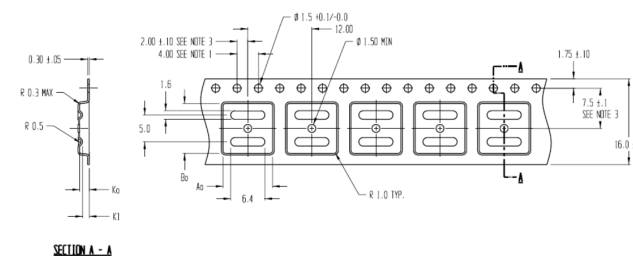 Ø 1.5 +0.1/-0.0
2.00 ±.10 SEE NOTE 3
12.00
4.00 SEE NOTE 1
Ø 1.50 MIN
0.30 ±.05
1.75 ±.10
A
1.6
R 0.3 MAX
7.5 ±.1
SEE NOTE 3
R 0.5
5.0
16.0
Bo
Ko
Ao
A
R 1.0 TYP.
6.4
K1
SECTION A - A